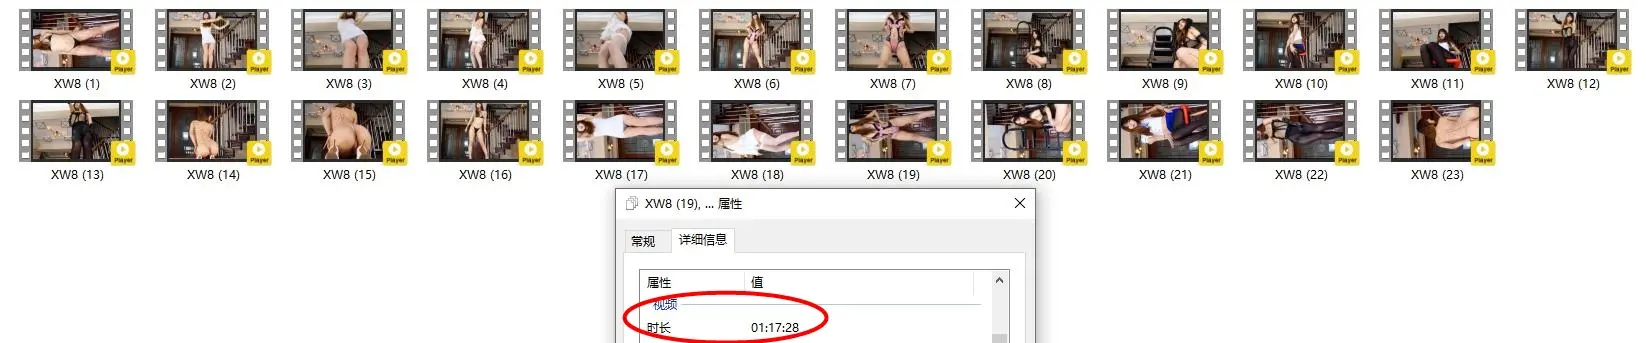 XW8 (1) XW8 (2) XW8 (3) XW8 (4) XW8 (5) XW8 (6) XW8 (7) XW8 (8) XW8 (9) XW8 (10) XW8 (11) XW8 (12)
XW8 (13) XW8 (14) XW8 (15) XW8 (16) XW8 (17) XW8 (18) XW8 (19) XW8 (20) XW8 (21) XW8 (22) XW8 (23)
Player Player Player Player Player Player Player Player Player Player Player Player
Player Player Player Player Player Player Player Player Player Player Player
XW8 (19), ... 属性
常规 详细信息
属性 值
视频
时长 01:17:28